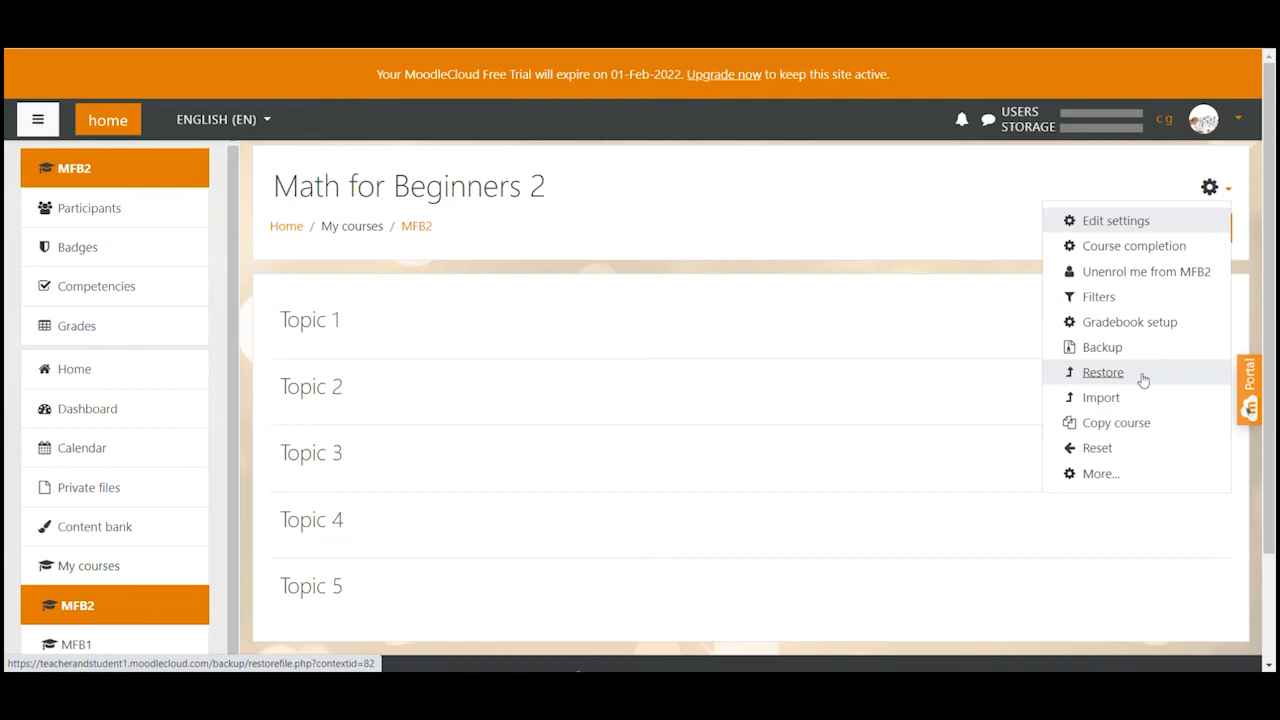 Your MoodleCloud Free Trial will expire on 01-Feb-2022. Upgrade now to keep this site active.
home
ENGLISH (EN)
USERS
STORAGE
c g
MFB2
Participants
Badges
Competencies
Grades
Home
Dashboard
Calendar
Private files
Content bank
My courses
MFB2
MFB1
Math for Beginners 2
Home / My courses / MFB2
Topic 1
Topic 2
Topic 3
Topic 4
Topic 5
Edit settings
Course completion
Unenrol me from MFB2
Filters
Gradebook setup
Backup
Restore
Import
Copy course
Reset
More...
Portal
https://teacherandstudent1.moodlecloud.com/backup/restorefile.php?contextid=82